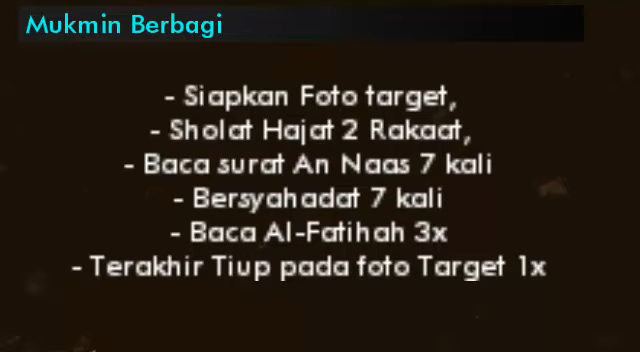 Mukmin Berbagi
- Siapkan Foto target,
- Sholat Hajat 2 Rakaat,
- Baca surat An Naas 7 kali
- Bersyahadat 7 kali
- Baca Al-Fatihah 3x
- Terakhir Tiup pada foto Target 1x